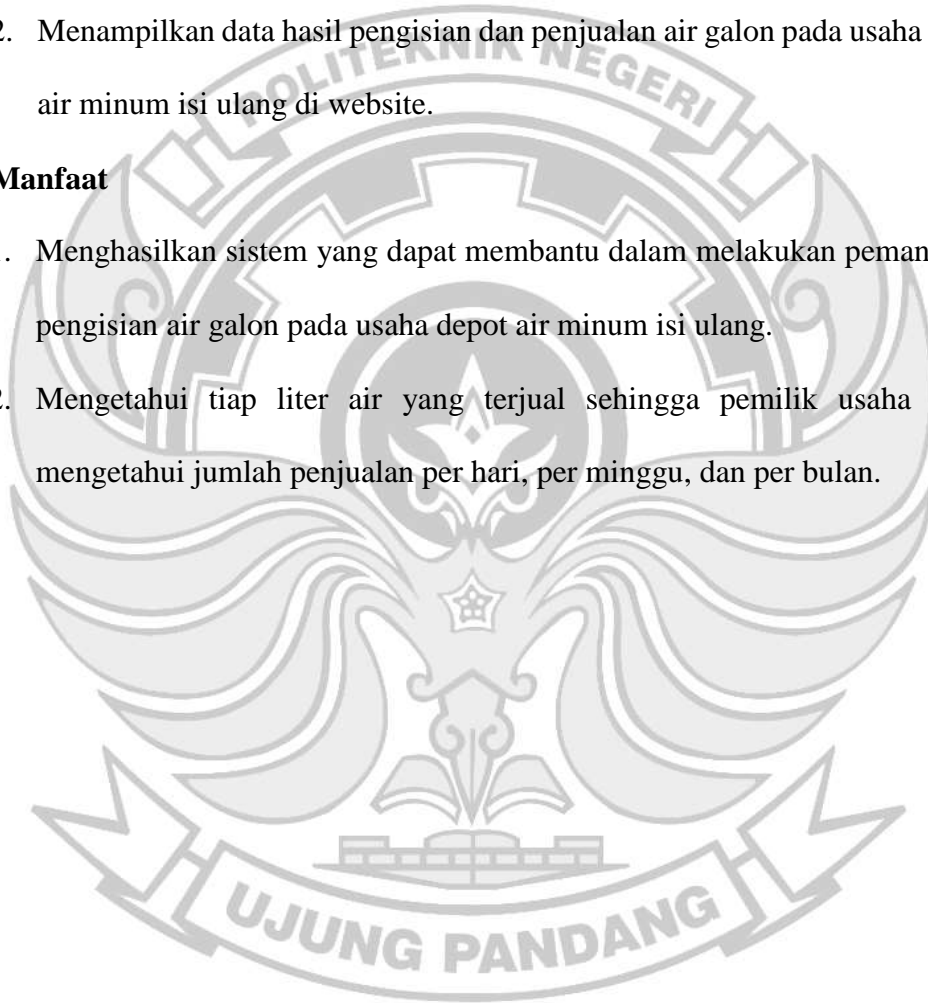 2. Menampilkan data hasil pengisian dan penjualan air galon pada usaha
air minum isi ulang di website.
Manfaat
1. Menghasilkan sistem yang dapat membantu dalam melakukan peman
pengisian air galon pada usaha depot air minum isi ulang.
2. Mengetahui tiap liter air yang terjual sehingga pemilik usaha
mengetahui jumlah penjualan per hari, per minggu, dan per bulan.
POLITEKNIK NEGERI
UJUNG PANDANG